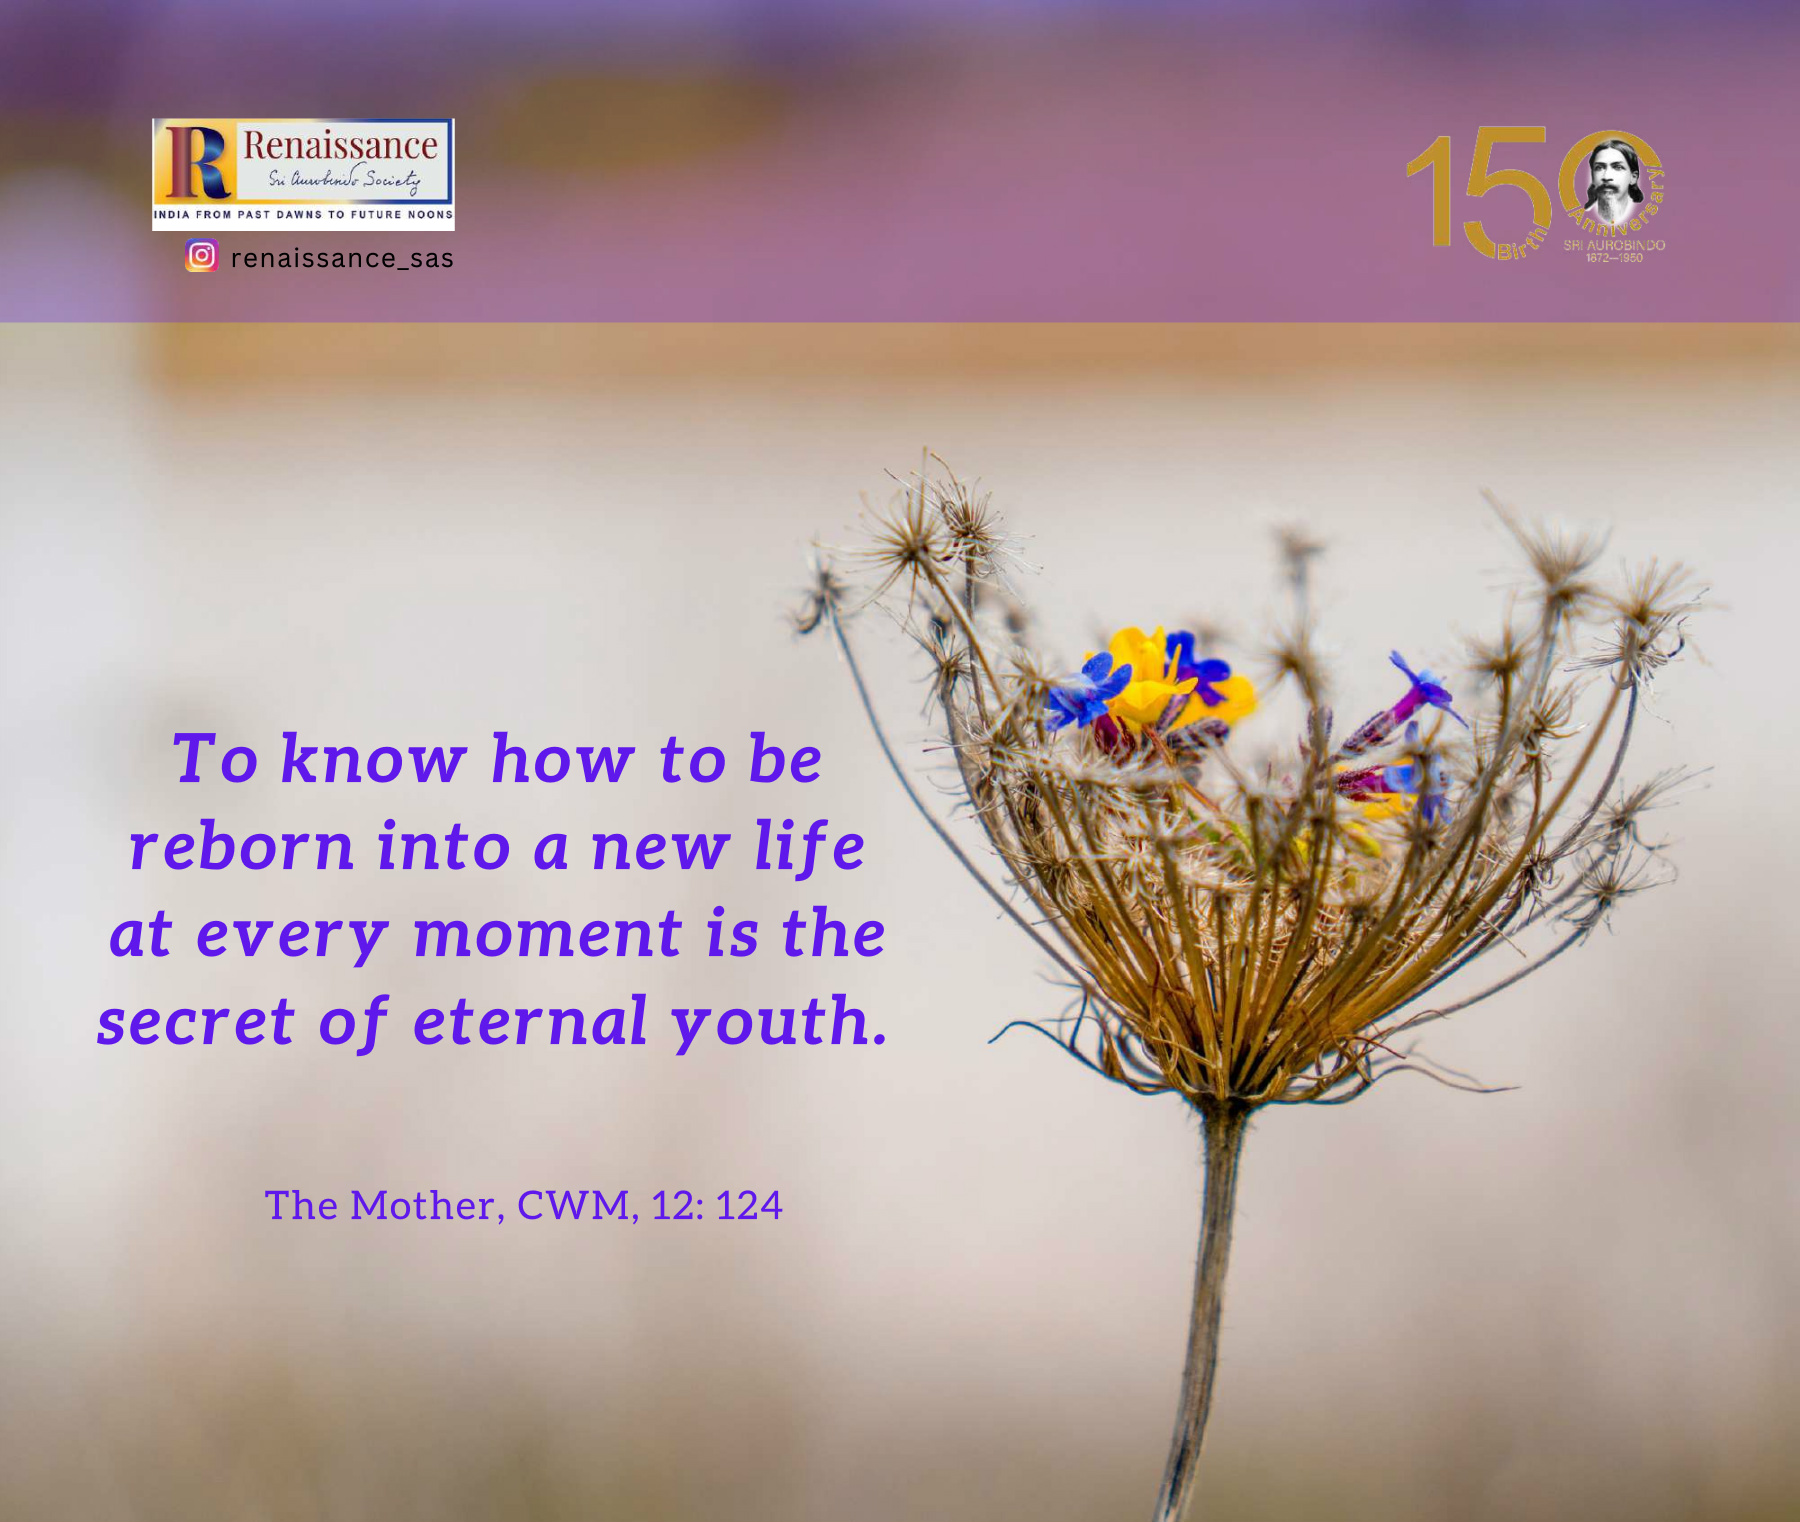 R Renaissance
Sri Aurobindo Society
INDIA FROM PAST DAWNS TO FUTURE NOONS
renaissance_sas
150
Birth Anniversary
SRI AUROBINDO
1872—1950
To know how to be
reborn into a new life
at every moment is the
secret of eternal youth.
The Mother, CWM, 12: 124